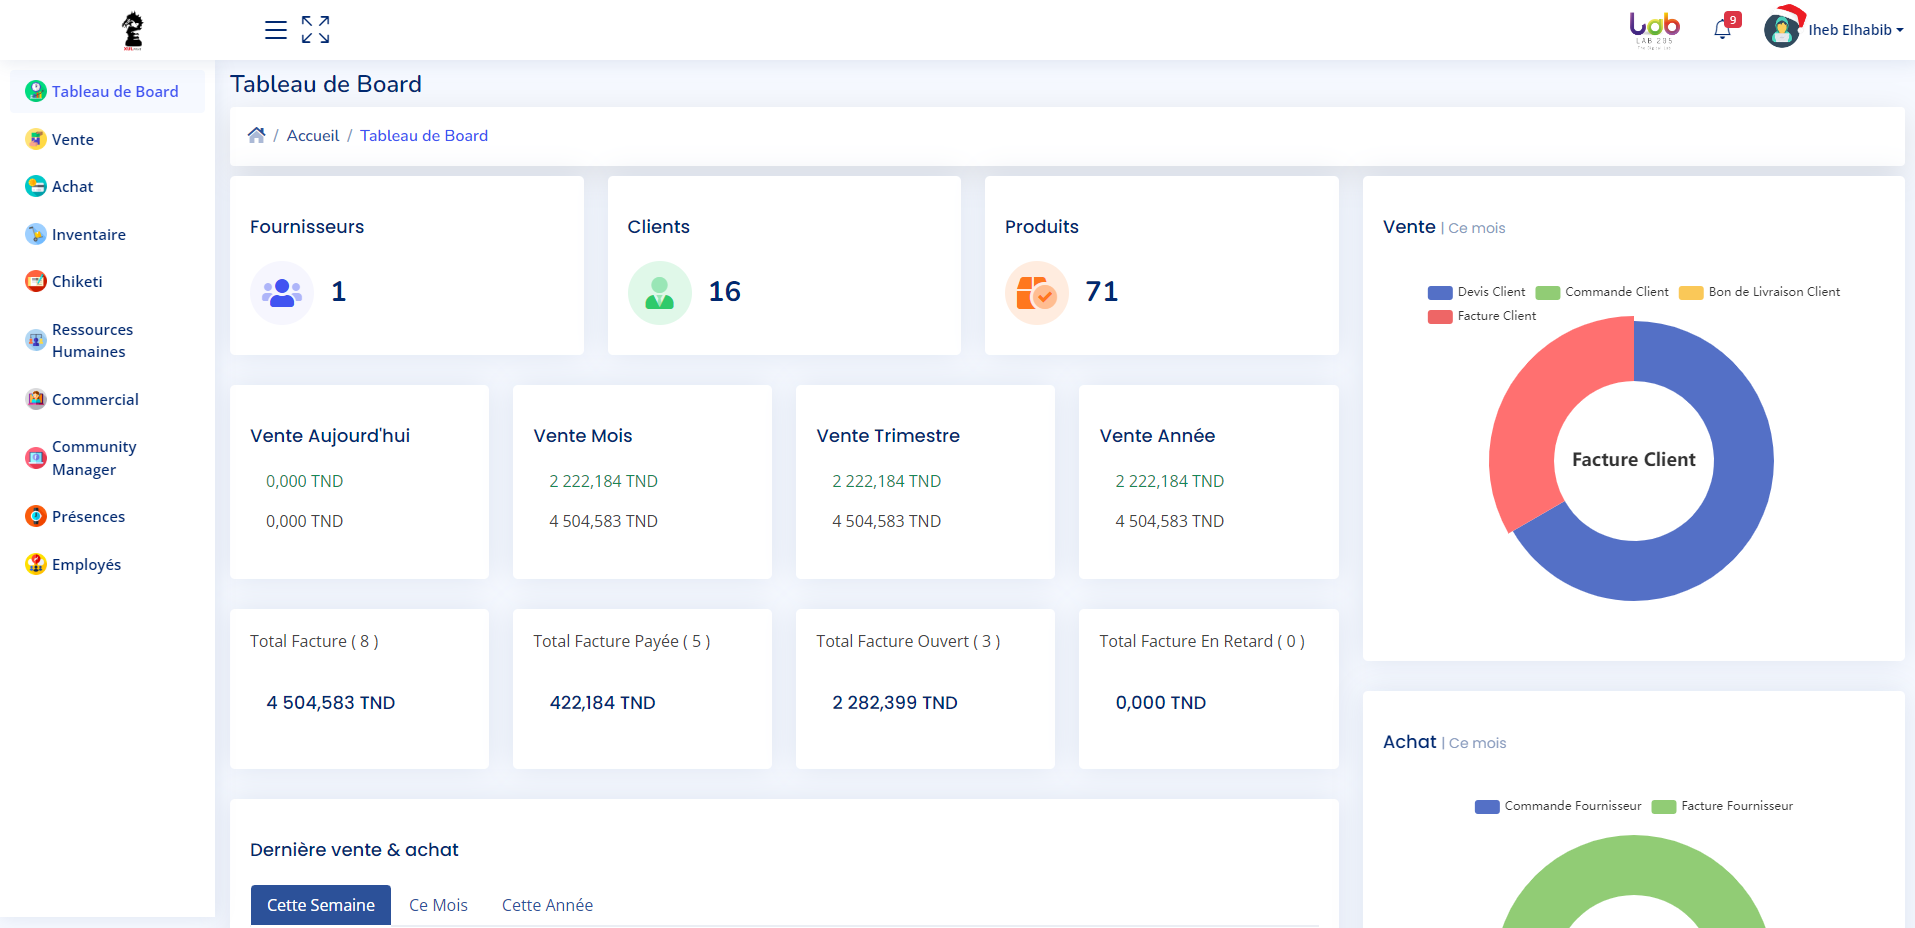 Lab
LAB 205
9
Iheb Elhabib
Tableau de Board
Vente
Achat
Inventaire
Chiketi
Ressources
Humaines
Commercial
Community
Manager
Présences
Employés
Tableau de Board
/ Accueil / Tableau de Board
Fournisseurs
1
Clients
16
Produits
71
Vente Aujourd'hui
0,000 TND
0,000 TND
Vente Mois
2 222,184 TND
4 504,583 TND
Vente Trimestre
2 222,184 TND
4 504,583 TND
Vente Année
2 222,184 TND
4 504,583 TND
Total Facture ( 8 )
4 504,583 TND
Total Facture Payée ( 5 )
422,184 TND
Total Facture Ouvert ( 3 )
2 282,399 TND
Total Facture En Retard ( 0 )
0,000 TND
Dernière vente & achat
Cette Semaine
Ce Mois
Cette Année
Vente | Ce mois
Devis Client
Commande Client
Bon de Livraison Client
Facture Client
Facture Client
Achat | Ce mois
Commande Fournisseur
Facture Fournisseur